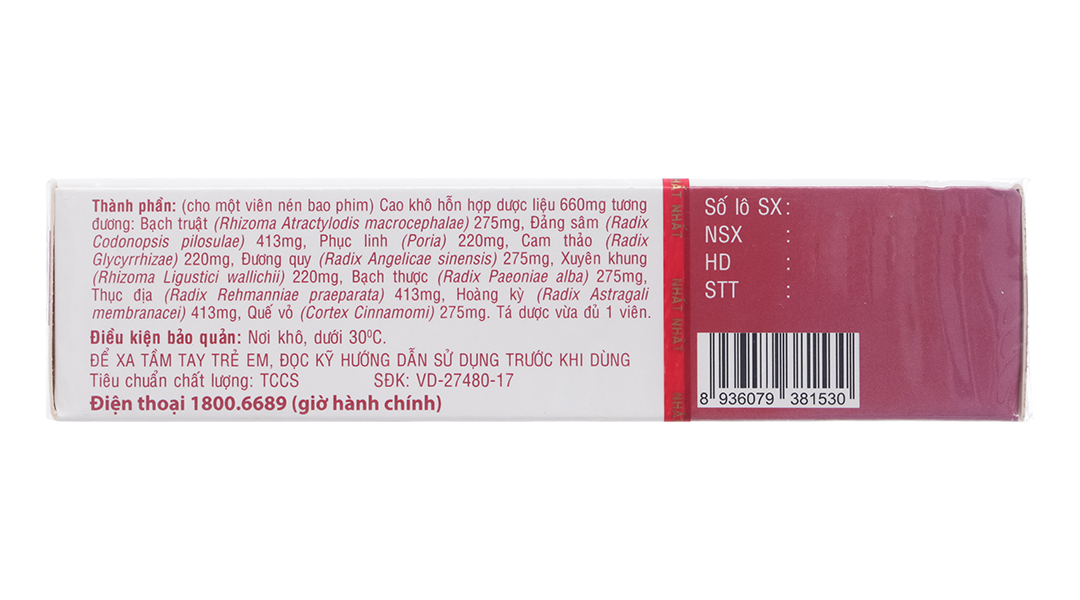 Thành phần: (cho một viên nén bao phim) Cao khô hỗn hợp dược liệu 660mg tương
đương: Bạch truật (Rhizoma Atractylodis macrocephalae) 275mg, Đảng sâm (Radix
Codonopsis pilosulae) 413mg, Phục linh (Poria) 220mg, Cam thảo (Radix
Glycyrrhizae) 220mg, Đương quy (Radix Angelicae sinensis) 275mg, Xuyên khung
(Rhizoma Ligustici wallichii) 220mg, Bạch thược (Radix Paeoniae alba) 275mg,
Thục địa (Radix Rehmanniae praeparata) 413mg, Hoàng kỳ (Radix Astragali
membranacei) 413mg, Quế vỏ (Cortex Cinnamomi) 275mg. Tá dược vừa đủ 1 viên.
Điều kiện bảo quản: Nơi khô, dưới 30⁰C.
ĐỂ XA TẦM TAY TRẺ EM, ĐỌC KỸ HƯỚNG DẪN SỬ DỤNG TRƯỚC KHI DÙNG
Tiêu chuẩn chất lượng: TCCS SĐK: VD-27480-17
Điện thoại 1800.6689 (giờ hành chính)
NHẤT NHẤT
Số lô SX:
NSX :
HD :
STT :
8 936079 381530